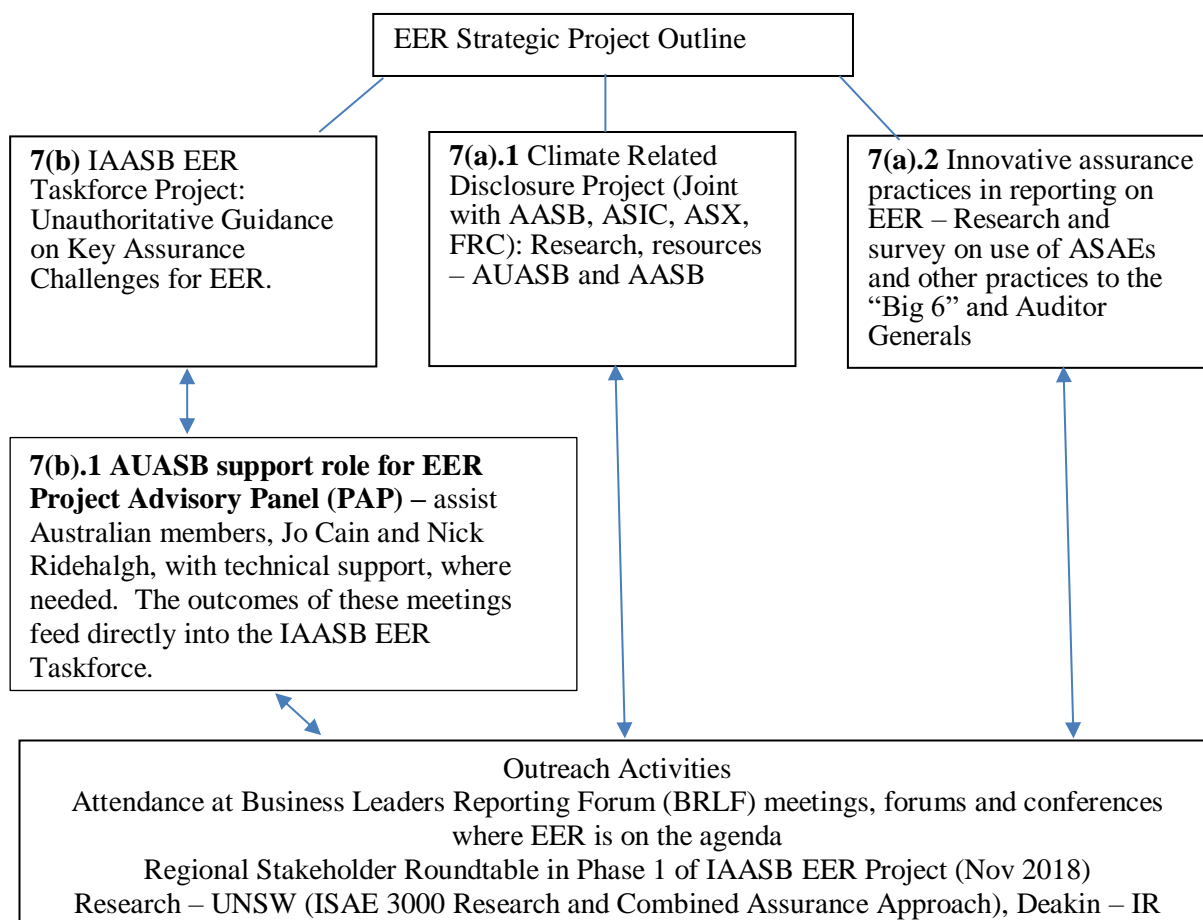 EER Strategic Project Outline
7(b) IAASB EER
Taskforce Project:
Unauthoritative Guidance
on Key Assurance
Challenges for EER.
7(a).1 Climate Related
Disclosure Project (Joint
with AASB, ASIC, ASX,
FRC): Research, resources
– AUASB and AASB
7(a).2 Innovative assurance
practices in reporting on
EER – Research and
survey on use of ASAEs
and other practices to the
“Big 6” and Auditor
Generals
7(b).1 AUASB support role for EER
Project Advisory Panel (PAP) – assist
Australian members, Jo Cain and Nick
Ridehalgh, with technical support, where
needed.  The outcomes of these meetings
feed directly into the IAASB EER
Taskforce.
Outreach Activities
Attendance at Business Leaders Reporting Forum (BRLF) meetings, forums and conferences
where EER is on the agenda
Regional Stakeholder Roundtable in Phase 1 of IAASB EER Project (Nov 2018)
Research – UNSW (ISAE 3000 Research and Combined Assurance Approach), Deakin – IR